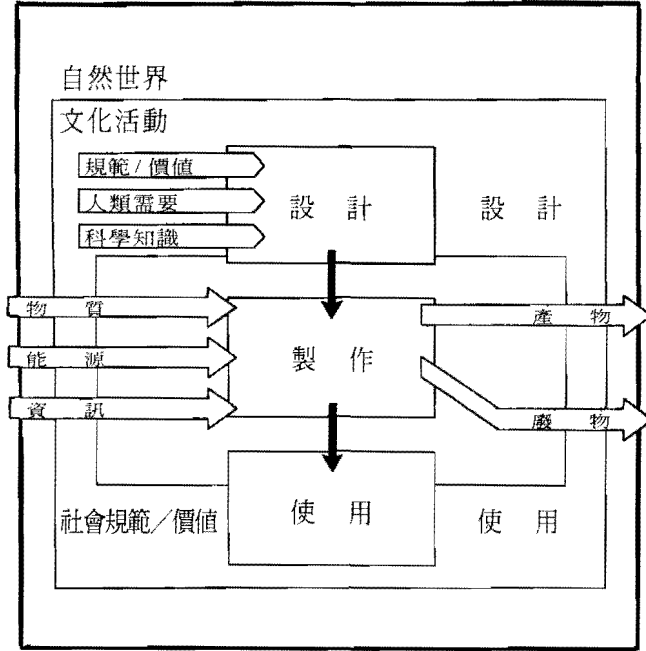 自然世界
文化活動
規範/價值
人類需要
科學知識
設計
設計
物質
能源
資訊
製作
產物
廢物
社會規範／價值
使用
使用